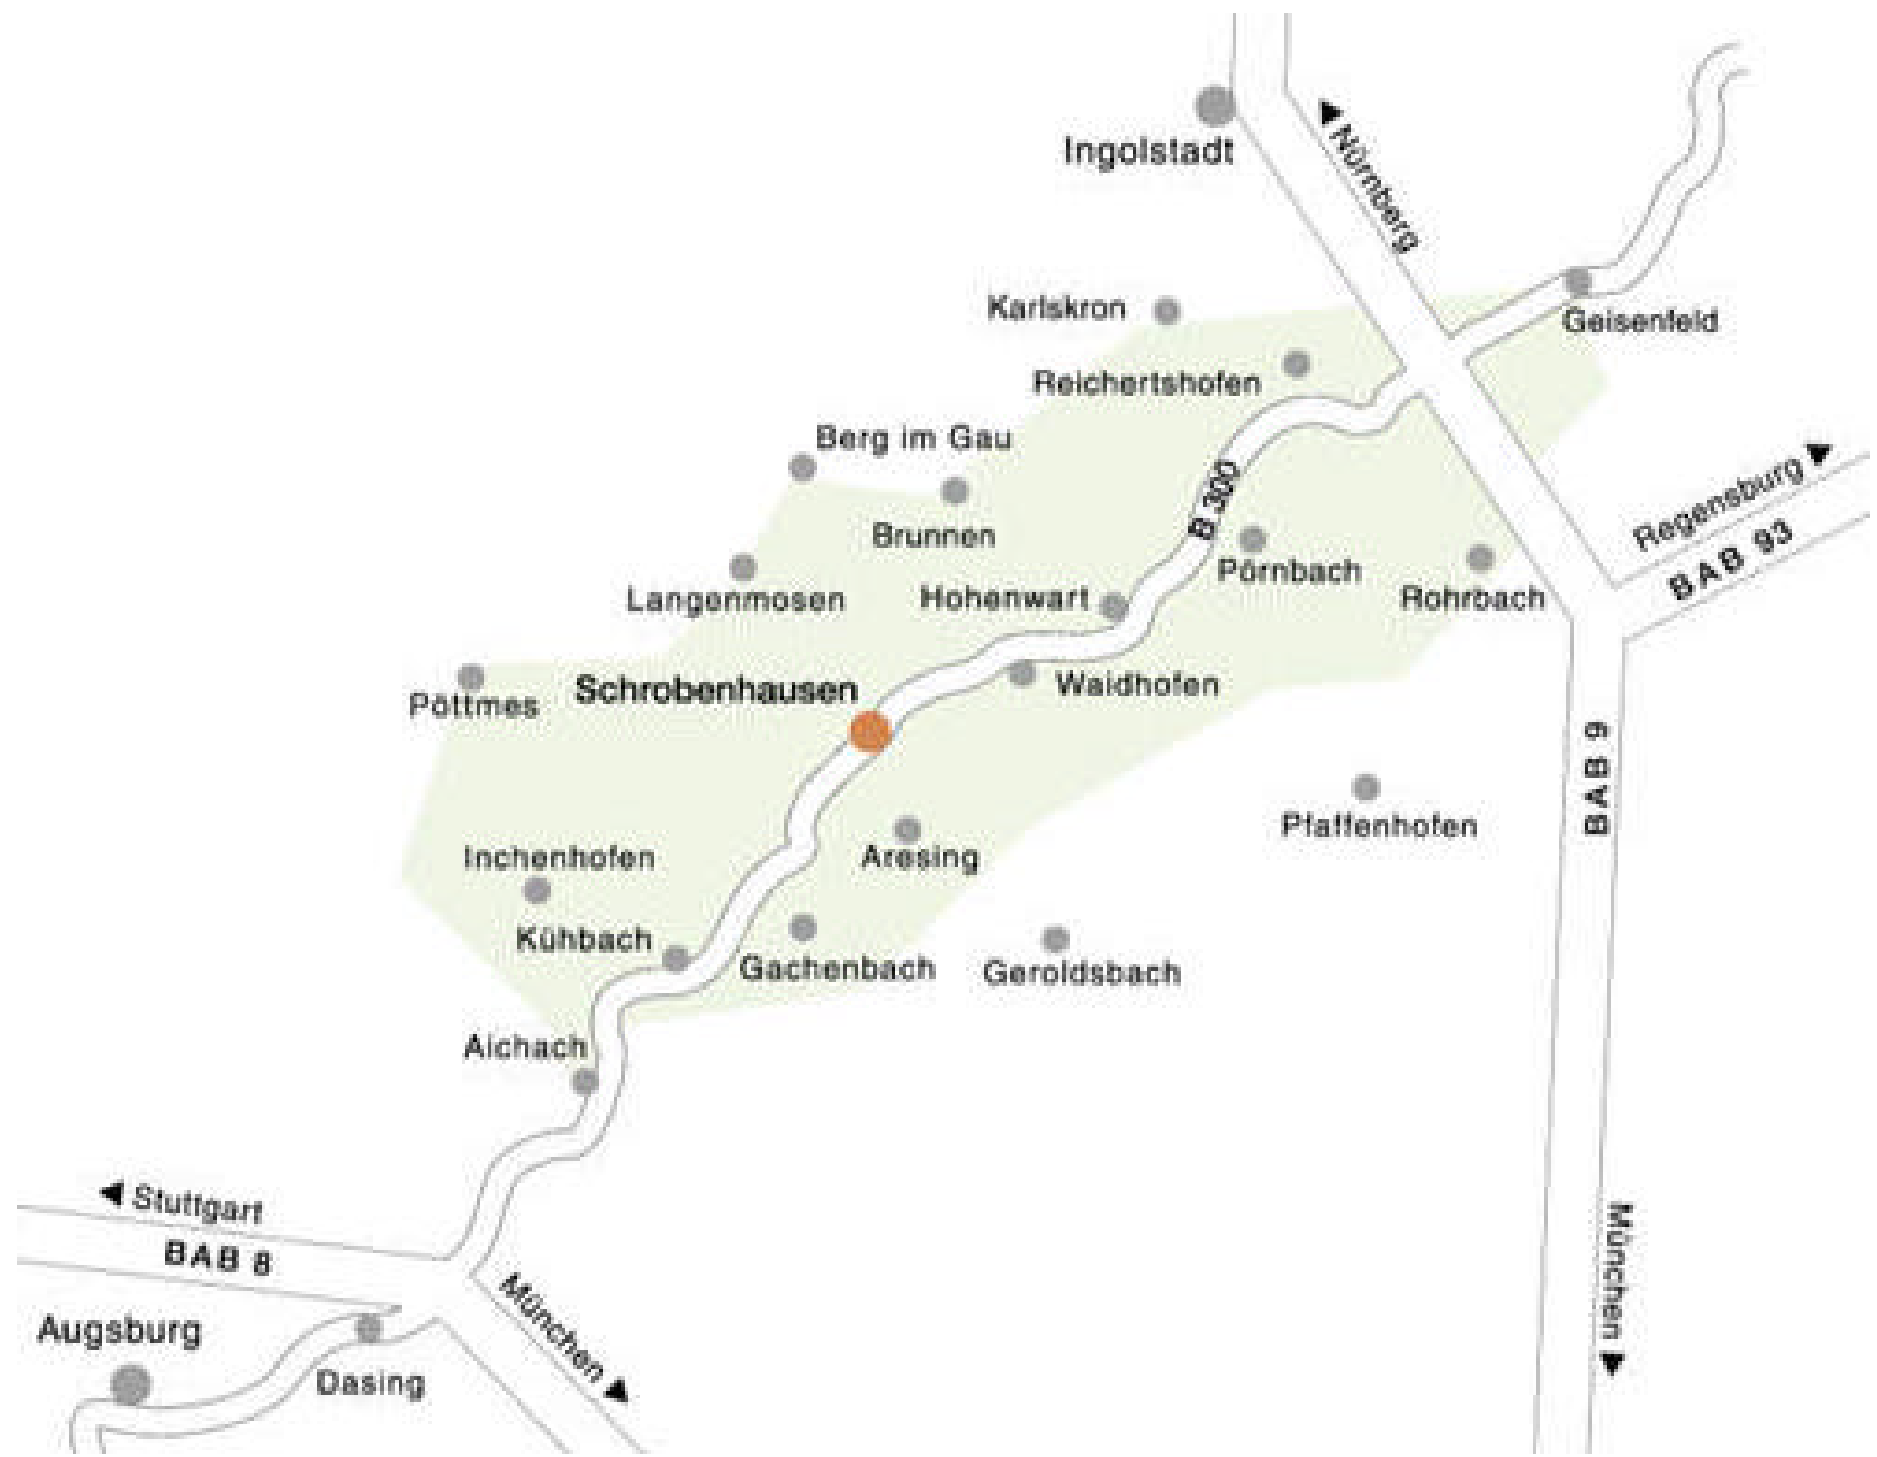 Ingolstadt
Nürnberg
Karlskron
Geisenfeld
Reichertshofen
Berg im Gau
Regensburg
B 300
Brunnen
BAB 93
Pörnbach
Langenmosen
Hohenwart
Rohrbach
Pöttmes
Schrobenhausen
Waidhofen
BAB 9
Pfaffenhofen
Inchenhofen
Aresing
Kühbach
Gachenbach
Geroldsbach
Aichach
Stuttgart
BAB 8
München
München
Augsburg
Dasing